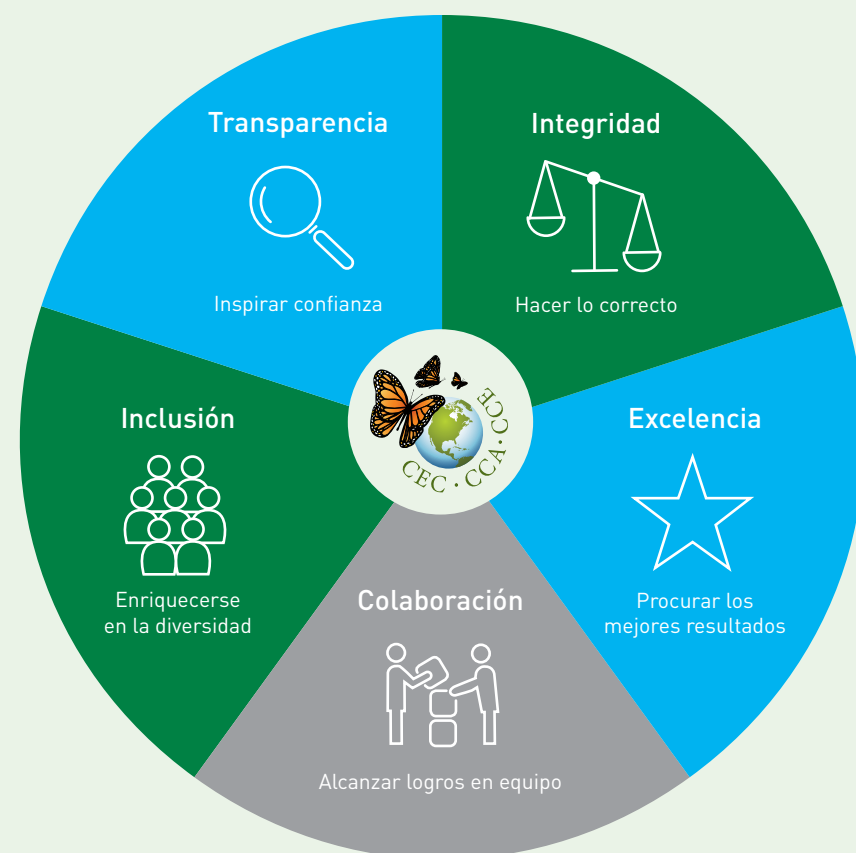 Transparencia
Inspirar confianza
Integridad
Hacer lo correcto
Inclusión
Enriquecerse
en la diversidad
CEC · CCA · CCE
Excelencia
Procurar los
mejores resultados
Colaboración
Alcanzar logros en equipo